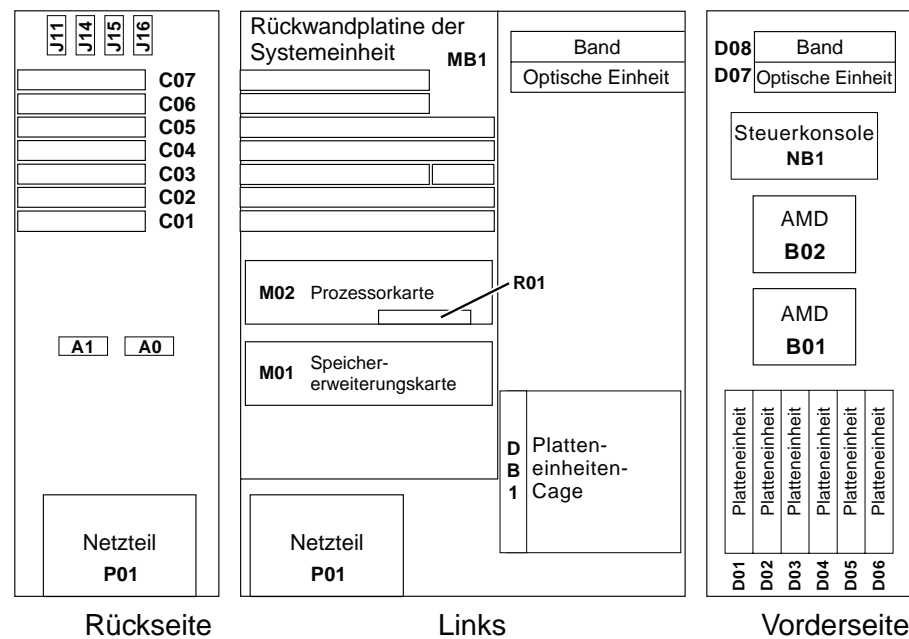 J11
J14
J15
J16
C07
C06
C05
C04
C03
C02
C01
A1
A0
Netzteil
P01
Rückseite
Rückwandplatine der
Systemeinheit
MB1
Band
Optische Einheit
M02 Prozessorkarte
R01
M01
Speicher-
erweiterungskarte
D
B
1
Platten-
einheiten-
Cage
Netzteil
P01
Links
D08 Band
D07 Optische Einheit
Steuerkonsole
NB1
AMD
B02
AMD
B01
Platteneinheit
Platteneinheit
Platteneinheit
Platteneinheit
Platteneinheit
Platteneinheit
D01
D02
D03
D04
D05
D06
Vorderseite